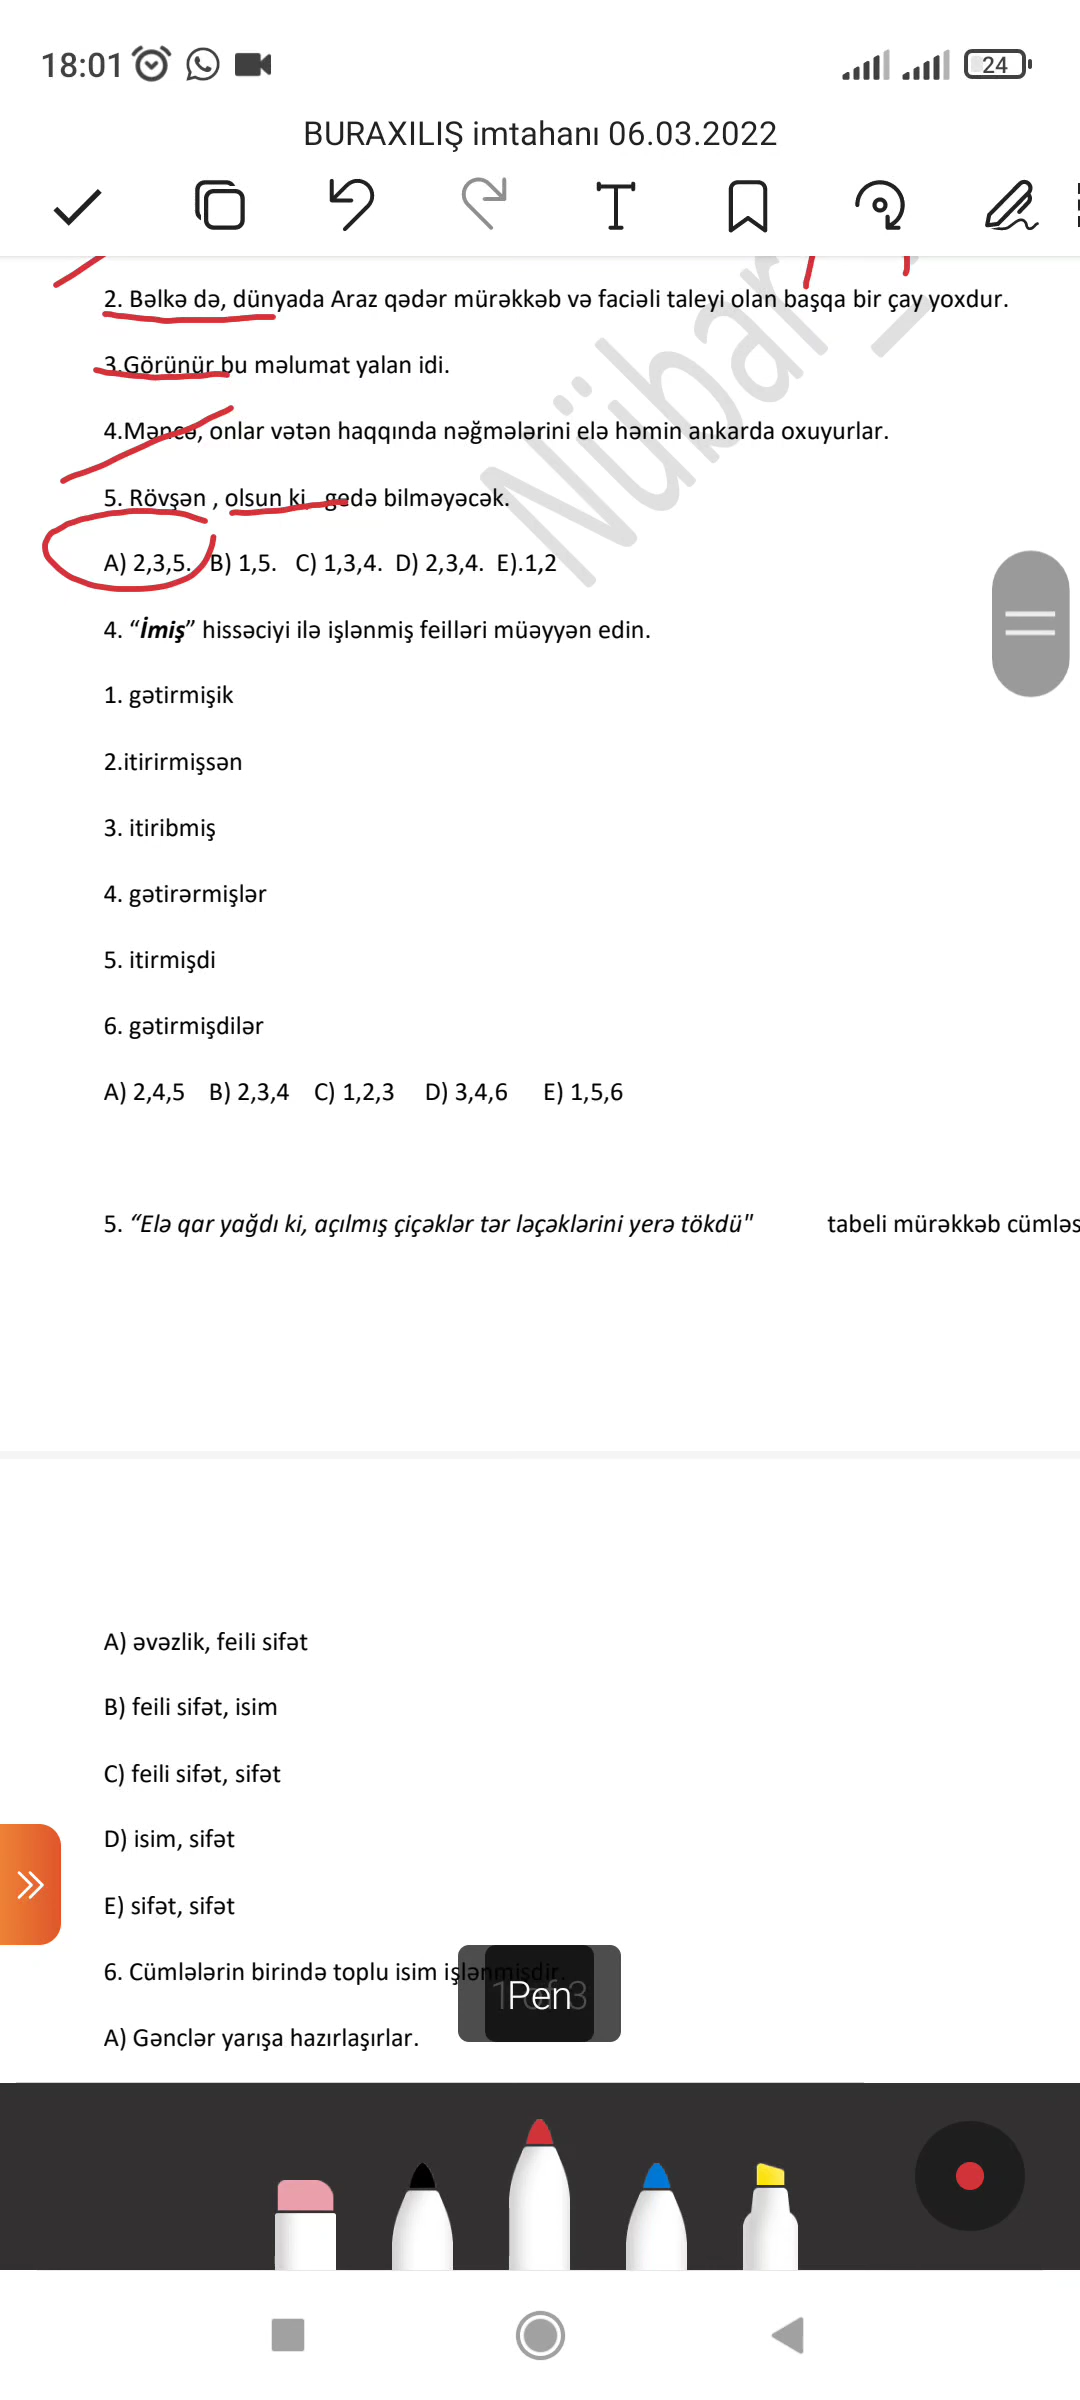 18:01
24
BURAXILIŞ imtahanı 06.03.2022
2. Bəlkə də, dünyada Araz qədər mürəkkəb və faciəli taleyi olan başqa bir çay yoxdur.
3.Görünür bu məlumat yalan idi.
4.Məncə, onlar vətən haqqında nəğmələrini elə həmin ankarda oxuyurlar.
5. Rövşən , olsun ki, gedə bilməyəcək.
A) 2,3,5. B) 1,5. C) 1,3,4. D) 2,3,4. E).1,2
4. “İmiş” hissəciyi ilə işlənmiş feilləri müəyyən edin.
1. gətirmişik
2.itirirmişsən
3. itiribmiş
4. gətirərmişlər
5. itirmişdi
6. gətirmişdilər
A) 2,4,5 B) 2,3,4 C) 1,2,3 D) 3,4,6 E) 1,5,6
5. “Elə qar yağdı ki, açılmış çiçəklər tər ləçəklərini yerə tökdü" tabeli mürəkkəb cümləs
A) əvəzlik, feili sifət
B) feili sifət, isim
C) feili sifət, sifət
D) isim, sifət
E) sifət, sifət
6. Cümlələrin birində toplu isim işlənmişdir.
Pen
A) Gənclər yarışa hazırlaşırlar.
Nübar_